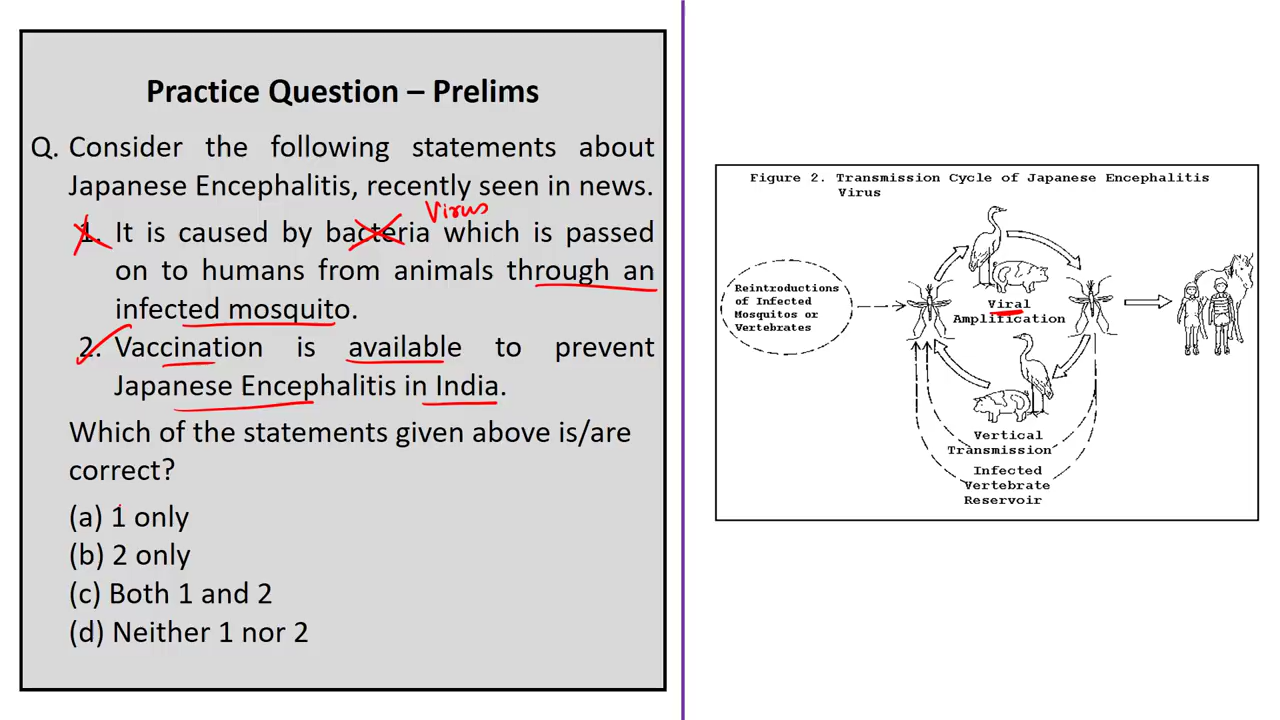 Practice Question – Prelims
Q. Consider the following statements about
Japanese Encephalitis, recently seen in news.
Virus
1. It is caused by bacteria which is passed
on to humans from animals through an
infected mosquito.
2. Vaccination is available to prevent
Japanese Encephalitis in India.
Which of the statements given above is/are
correct?
(a) 1 only
(b) 2 only
(c) Both 1 and 2
(d) Neither 1 nor 2
Figure 2. Transmission Cycle of Japanese Encephalitis
Virus
Reintroductions
of Infected
Mosquitos or
Vertebrates
Viral
Amplification
Vertical
Transmission
Infected
Vertebrate
Reservoir